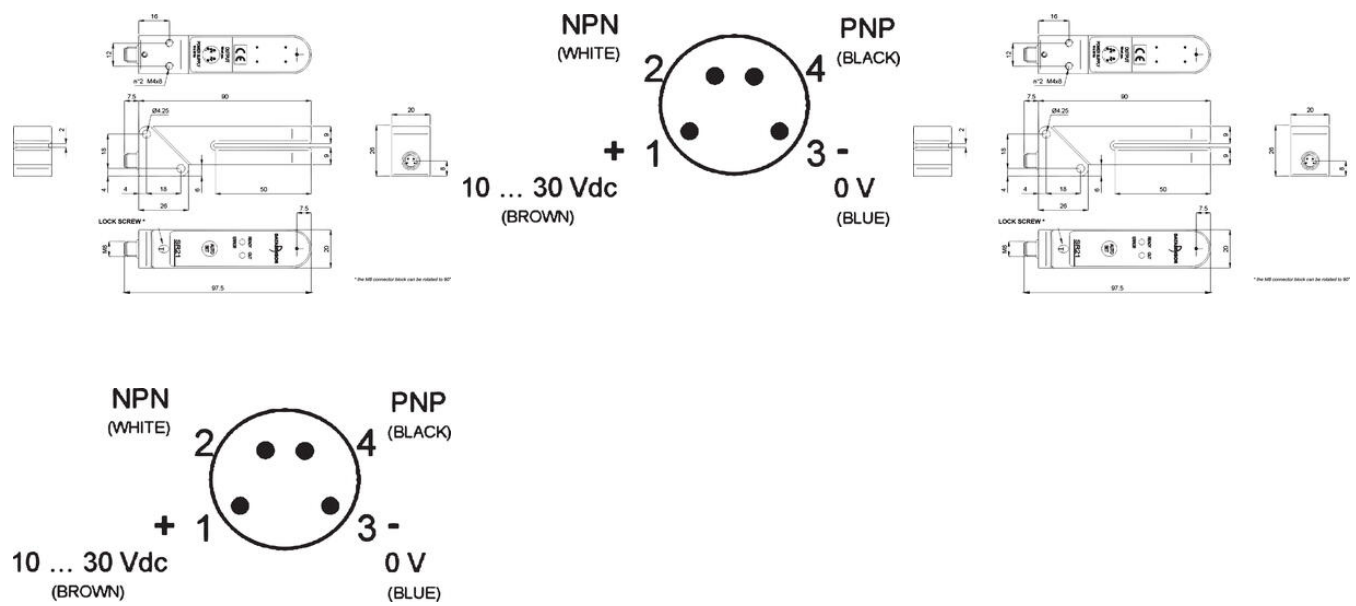 16
12
n°2 M4x8
7.5
90
Ø4.25
2
18
9
9
4
4
18
6
26
50
20
26
8
LOCK SCREW *
7.5
M8
SR21
20
97.5
* the M8 connector block can be rotated to 90°
NPN
(WHITE)
PNP
(BLACK)
2
4
+ 1
3 -
10 ... 30 Vdc
(BROWN)
0 V
(BLUE)
16
12
n°2 M4x8
7.5
90
Ø4.25
2
18
9
9
4
4
18
6
26
50
20
26
8
LOCK SCREW *
7.5
M8
SR21
20
97.5
* the M8 connector block can be rotated to 90°
NPN
(WHITE)
PNP
(BLACK)
2
4
+ 1
3 -
10 ... 30 Vdc
(BROWN)
0 V
(BLUE)